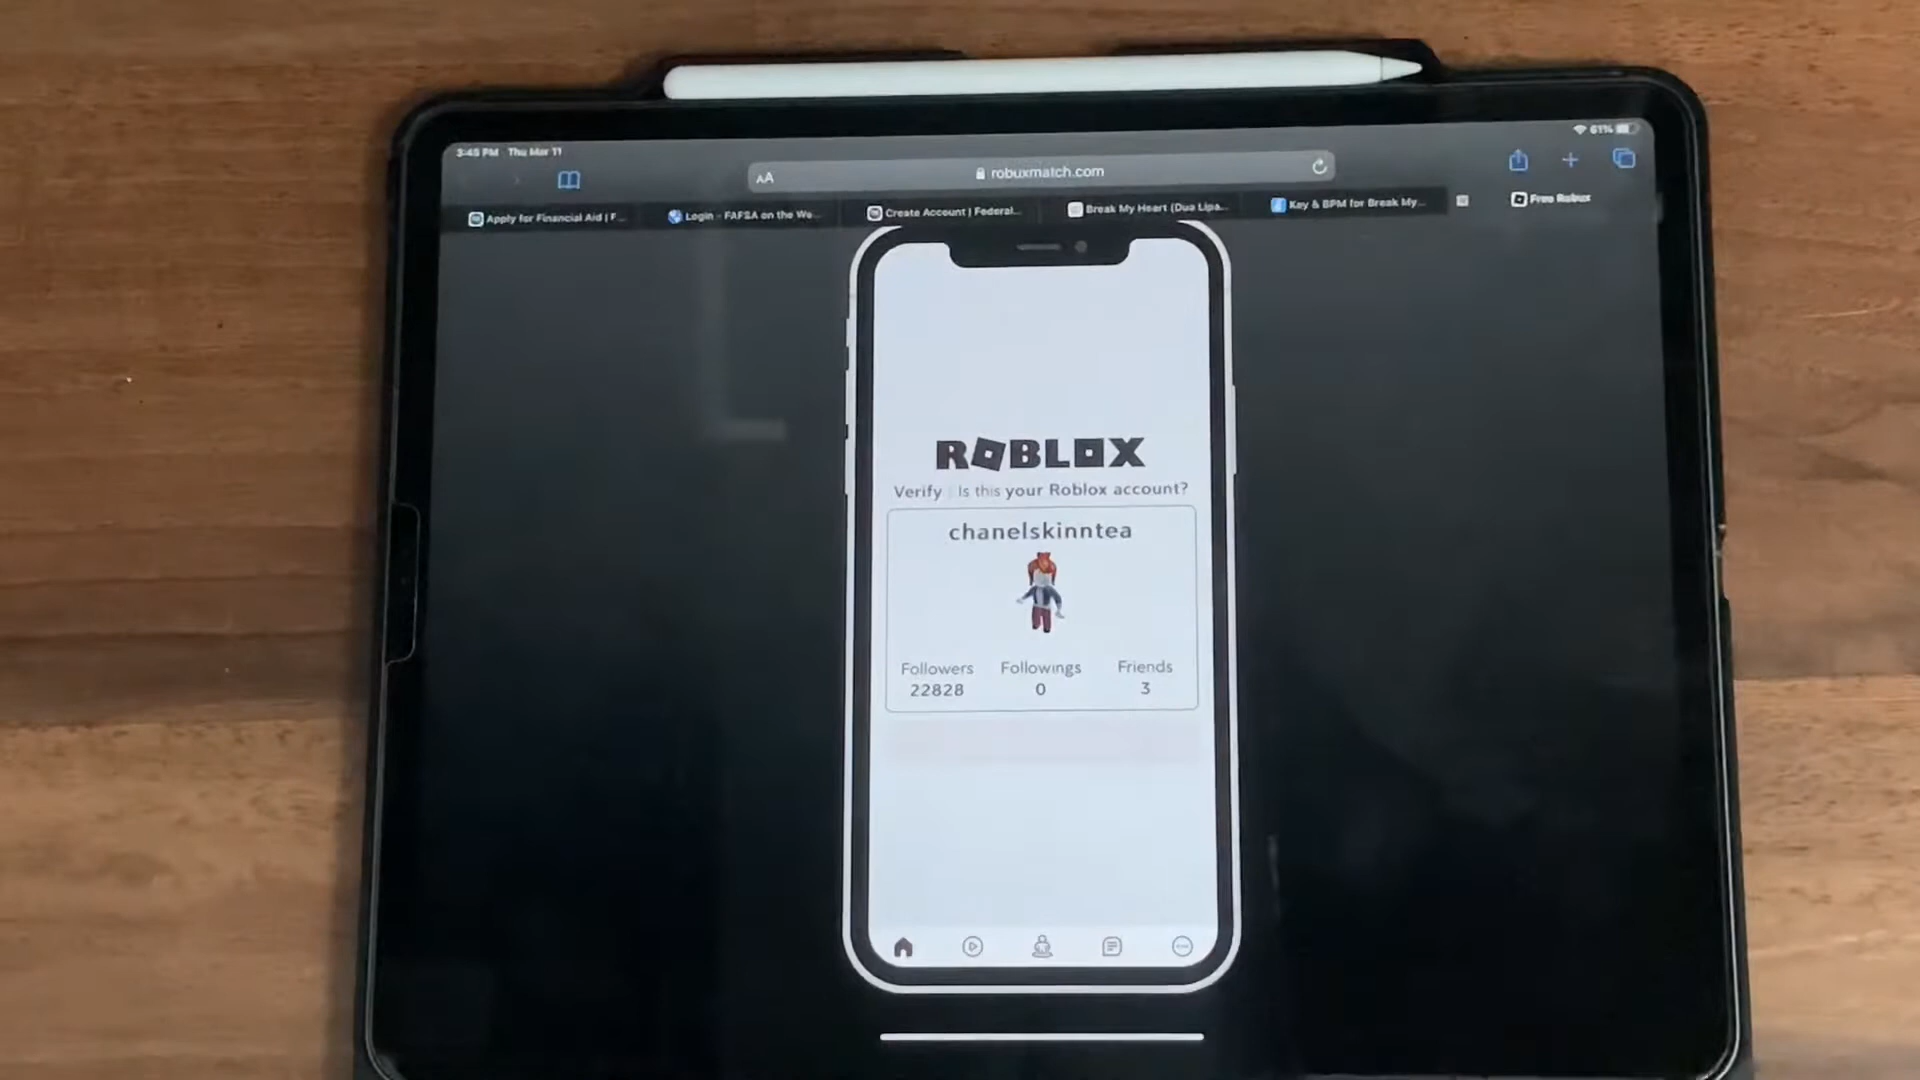 3:45 PM Thu Mar 11
61%
AA
robuxmatch.com
Apply for Financial Aid | F...
Login - FAFSA on the We...
Create Account | Federal...
Break My Heart (Dua Lipa...
Key & BPM for Break My...
Free Robux
ROBLOX
Verify Is this your Roblox account?
chanelskinntea
Followers Followings Friends
22828 0 3